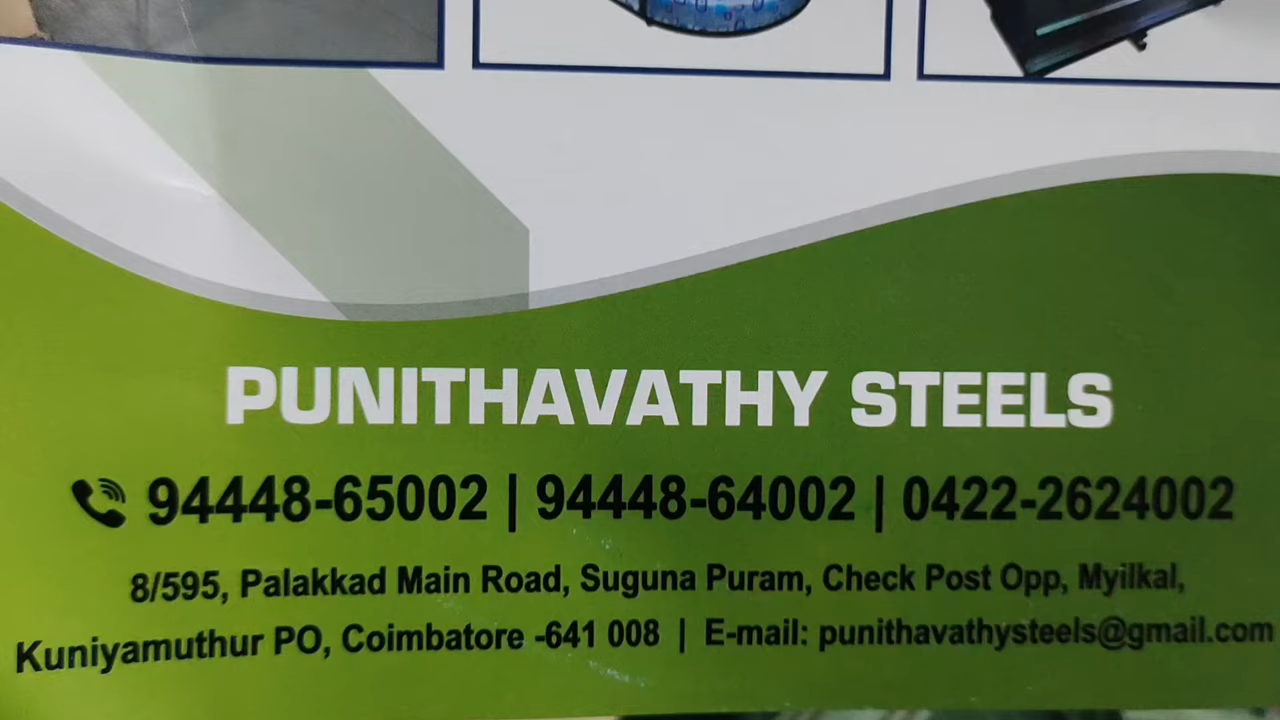 PUNITHAVATHY STEELS
94448-65002 | 94448-64002 | 0422-2624002
8/595, Palakkad Main Road, Suguna Puram, Check Post Opp, Myilkal,
Kuniyamuthur PO, Coimbatore -641 008 | E-mail: punithavathysteels@gmail.com